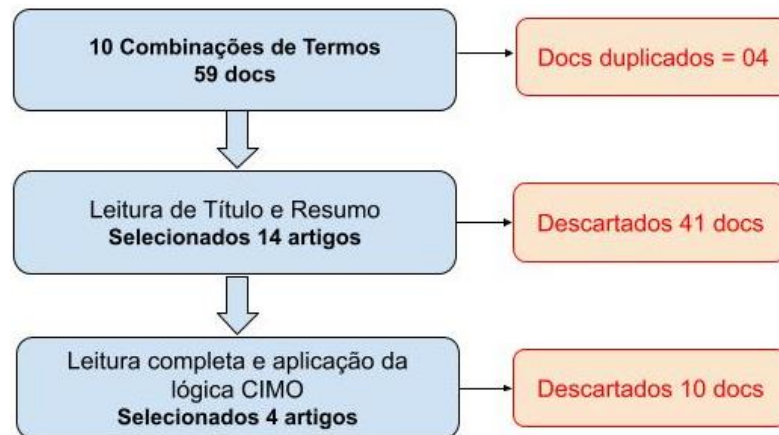 10 Combinações de Termos
59 docs
Docs duplicados = 04
Leitura de Título e Resumo
Selecionados 14 artigos
Descartados 41 docs
Leitura completa e aplicação da
lógica CIMO
Selecionados 4 artigos
Descartados 10 docs